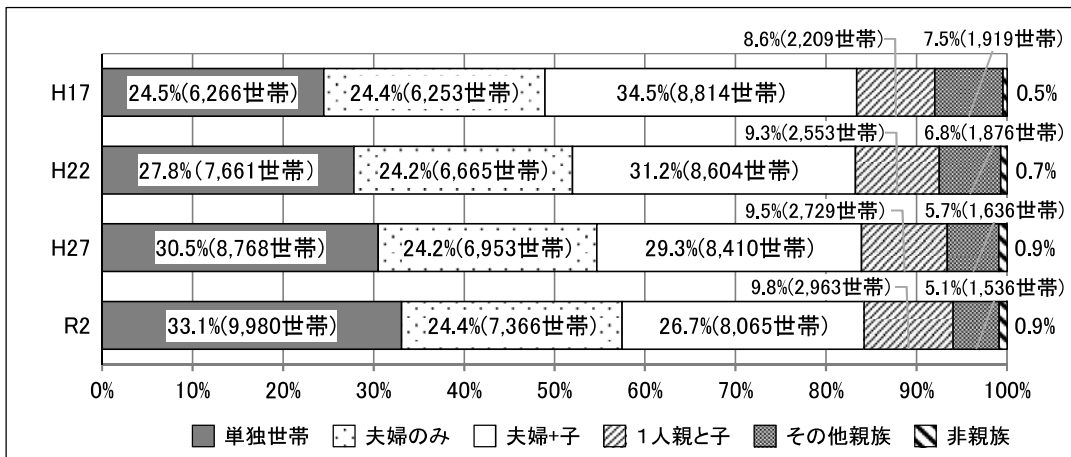 8.6%(2,209世帯) 7.5%(1,919世帯)
H17 24.5%(6,266世帯) 24.4%(6,253世帯) 34.5%(8,814世帯) 0.5%
9.3%(2,553世帯) 6.8%(1,876世帯)
H22 27.8%(7,661世帯) 24.2%(6,665世帯) 31.2%(8,604世帯) 0.7%
9.5%(2,729世帯) 5.7%(1,636世帯)
H27 30.5%(8,768世帯) 24.2%(6,953世帯) 29.3%(8,410世帯) 0.9%
9.8%(2,963世帯) 5.1%(1,536世帯)
R2 33.1%(9,980世帯) 24.4%(7,366世帯) 26.7%(8,065世帯) 0.9%
0% 10% 20% 30% 40% 50% 60% 70% 80% 90% 100%
単独世帯 夫婦のみ 夫婦+子 1人親と子 その他親族 非親族